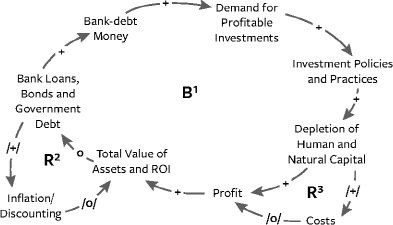 Bank-debt
Money
+
+
Demand for
Profitable
Investments
+
Investment Policies
and Practices
+
Bank Loans,
Bonds and
Government
Debt
B¹
Depletion of
Human and
Natural Capital
/+/
R²
o
Total Value of
Assets and ROI
+
Profit
+
R³
/+/
Inflation/
Discounting
/o/
/o/
Costs